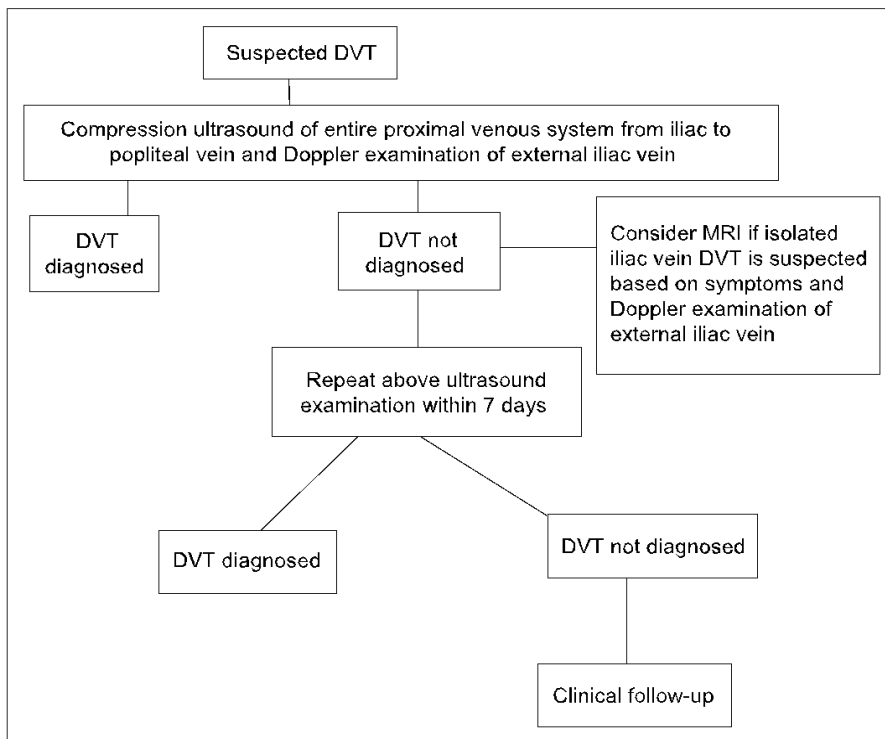 Suspected DVT
Compression ultrasound of entire proximal venous system from iliac to
popliteal vein and Doppler examination of external iliac vein
DVT
diagnosed
DVT not
diagnosed
Consider MRI if isolated
iliac vein DVT is suspected
based on symptoms and
Doppler examination of
external iliac vein
Repeat above ultrasound
examination within 7 days
DVT diagnosed
DVT not diagnosed
Clinical follow-up